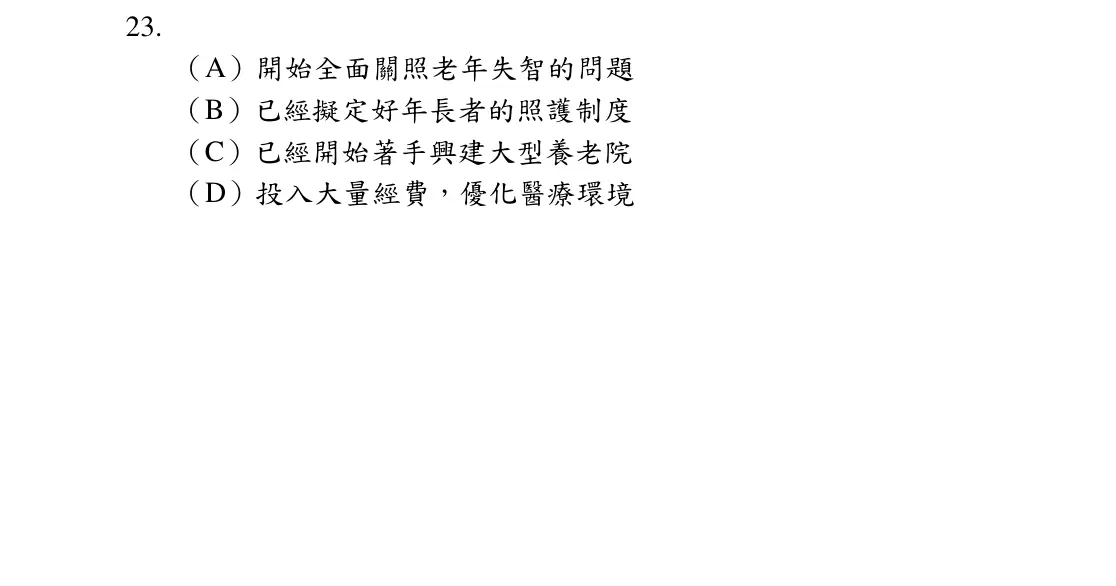 23.
（A）開始全面關照老年失智的問題
（B）已經擬定好年長者的照護制度
（C）已經開始著手興建大型養老院
（D）投入大量經費，優化醫療環境